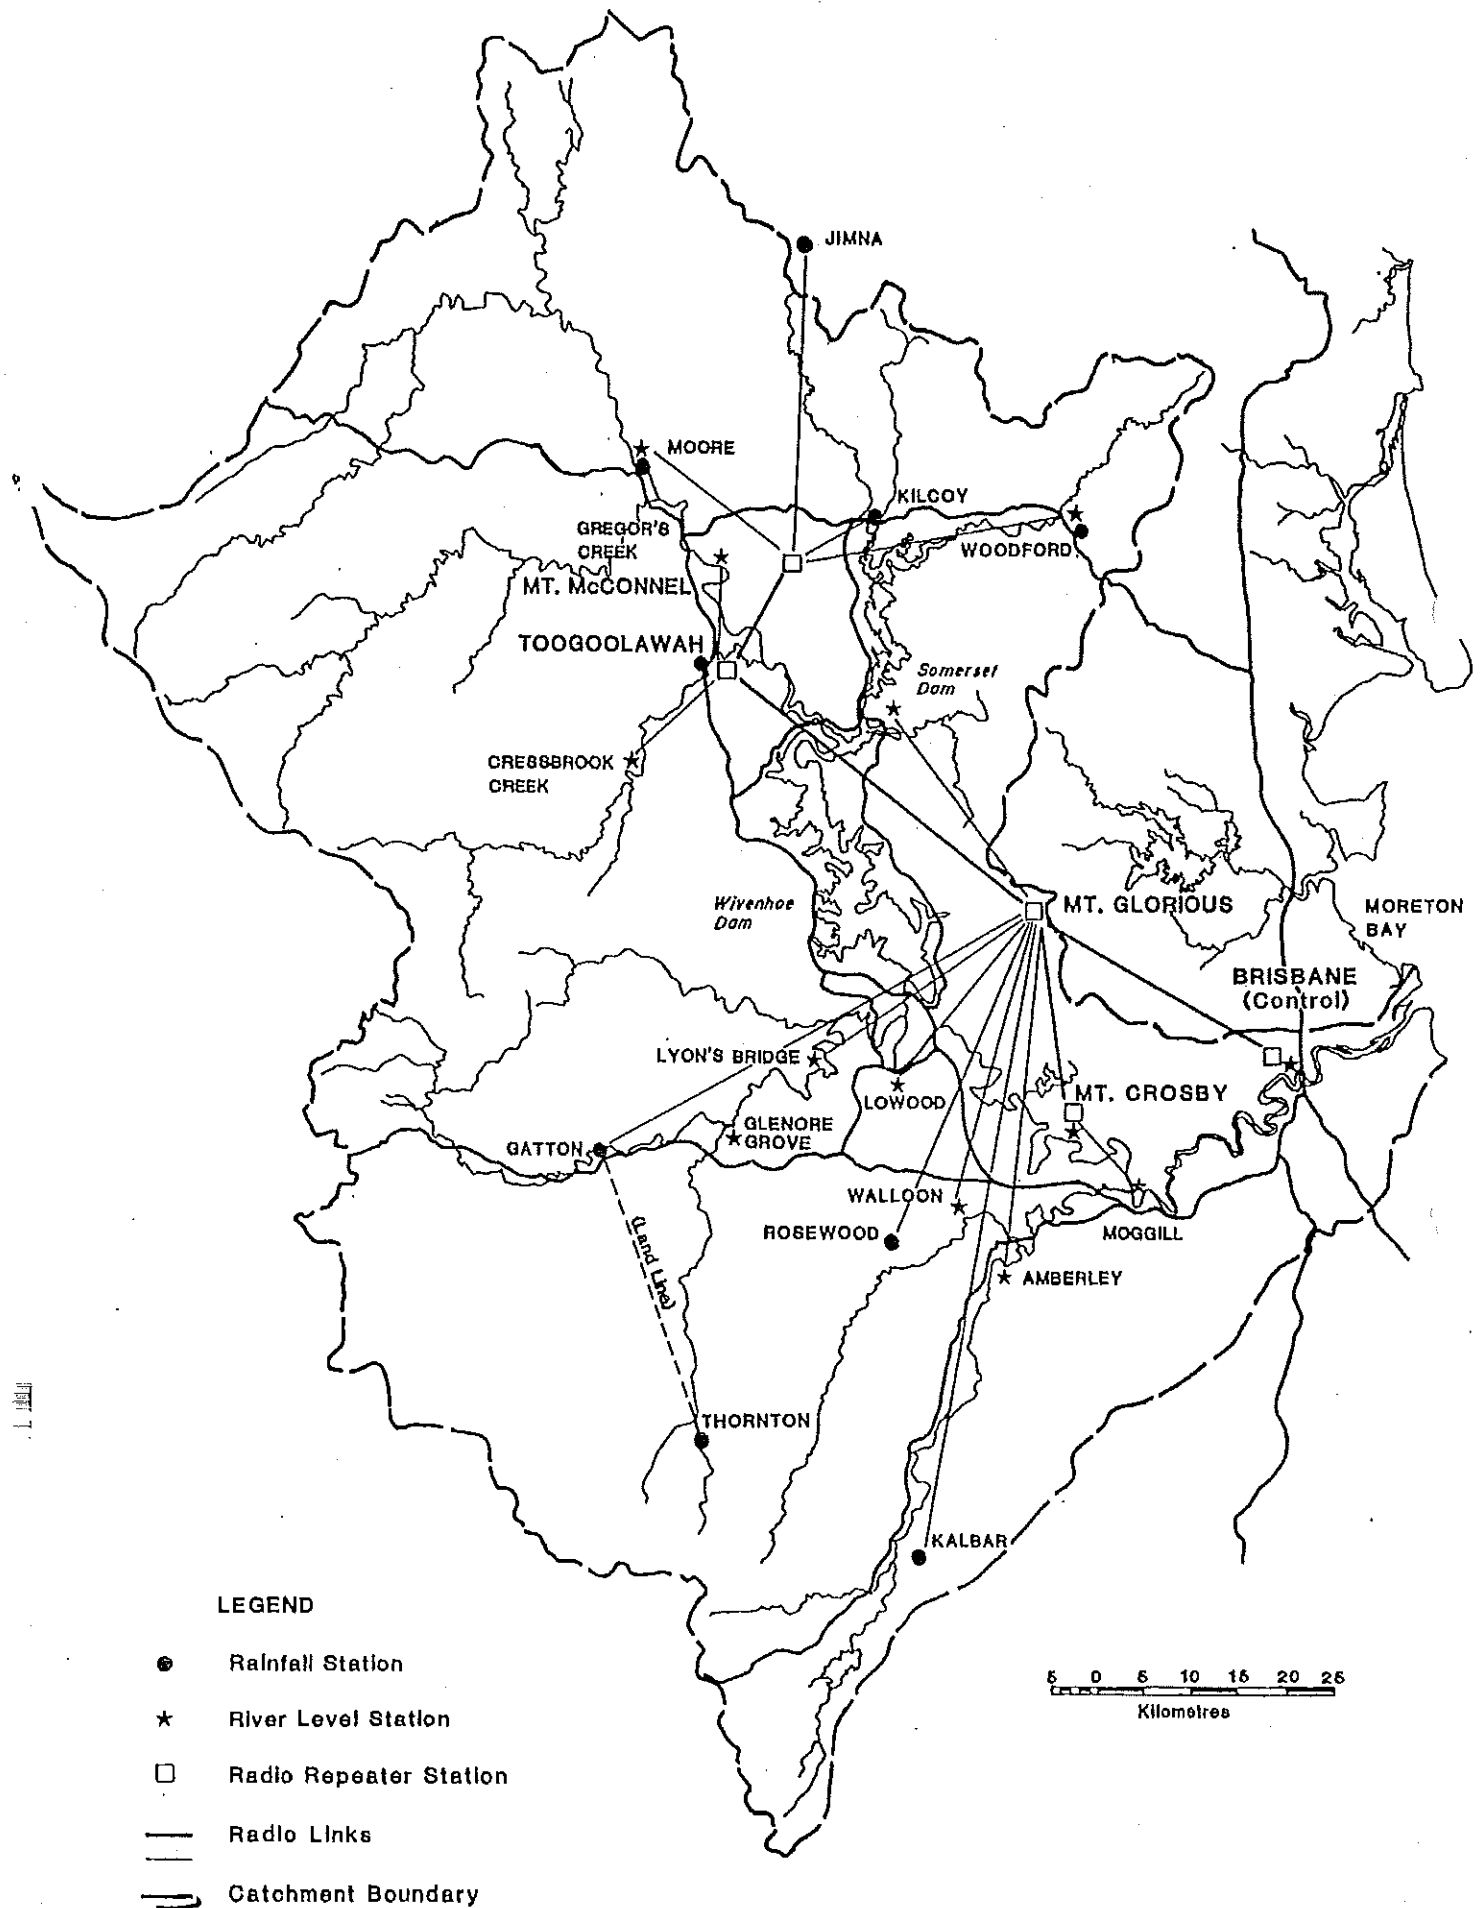 JIMNA
MOORE
KILCOY
GREGOR'S
CREEK
WOODFORD
MT. McCONNEL
TOOGOOLAWAH
Somerset
Dam
CRESSBROOK
CREEK
Wivenhoe
Dam
MT. GLORIOUS
MORETON
BAY
BRISBANE
(Control)
LYON'S BRIDGE
LOWOOD
MT. CROSBY
GLENORE
GROVE
GATTON
WALLOON
ROSEWOOD
MOGGILL
(Land Line)
AMBERLEY
THORNTON
KALBAR
LEGEND
Rainfall Station
River Level Station
Radio Repeater Station
Radio Links
Catchment Boundary
5 0 5 10 15 20 25
Kilometres